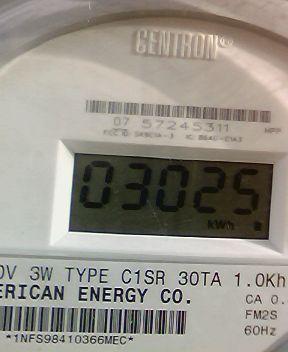 CENTRON®
07 57245311
HPP
03025
kWh
0V 3W TYPE C1SR 30TA 1.0Kh
ERICAN ENERGY CO.
CA 0.
FM2S
60Hz
*1NFS98410366MEC*